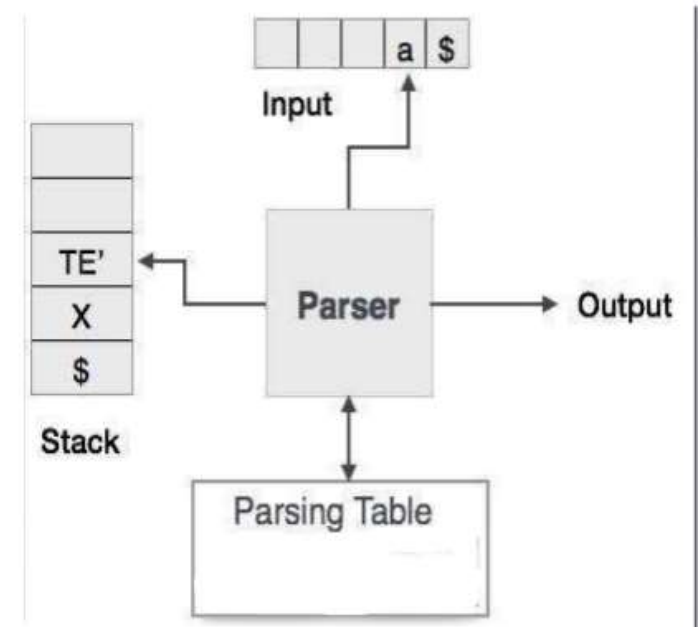 a $
Input
TE’
X
$
Stack
Parser
Output
Parsing Table